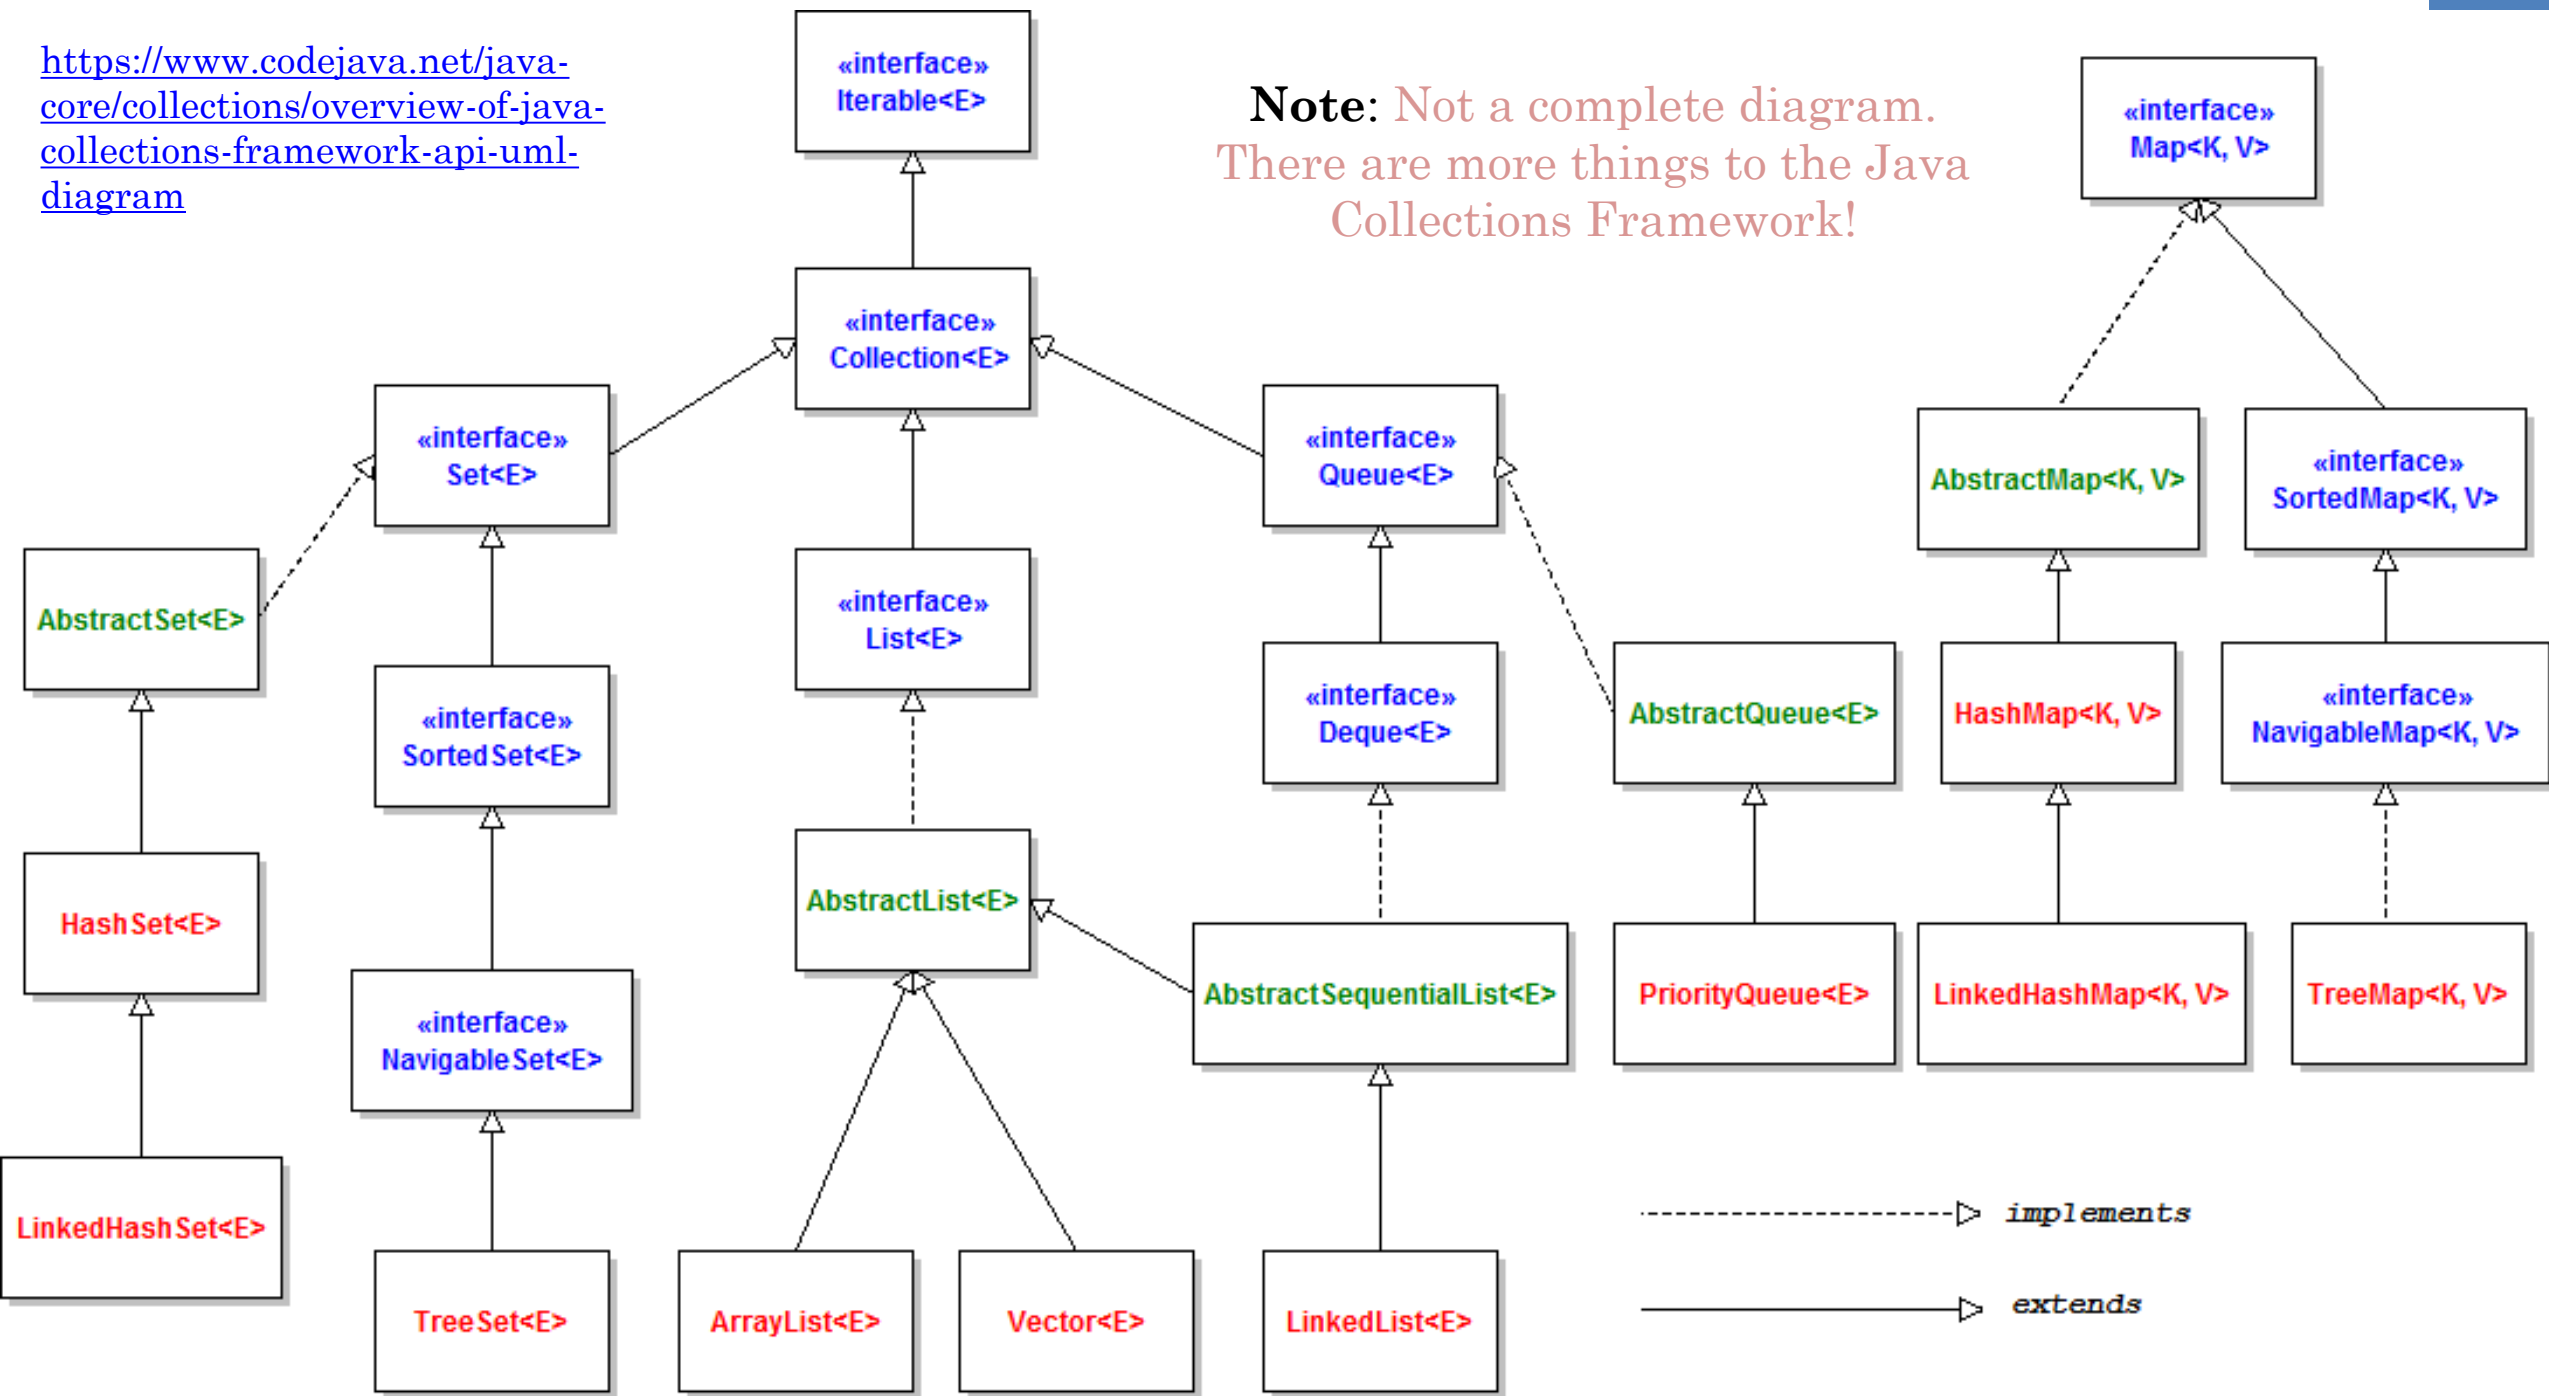 https://www.codejava.net/java-
core/collections/overview-of-java-
collections-framework-api-uml-
diagram
«interface»
Iterable<E>
Note: Not a complete diagram.
There are more things to the Java
Collections Framework!
«interface»
Map<K, V>
«interface»
Collection<E>
«interface»
Set<E>
«interface»
Queue<E>
AbstractMap<K, V>
«interface»
SortedMap<K, V>
AbstractSet<E>
«interface»
List<E>
«interface»
SortedSet<E>
«interface»
Deque<E>
AbstractQueue<E>
HashMap<K, V>
«interface»
NavigableMap<K, V>
HashSet<E>
AbstractList<E>
«interface»
NavigableSet<E>
AbstractSequentialList<E>
PriorityQueue<E>
LinkedHashMap<K, V>
TreeMap<K, V>
LinkedHashSet<E>
TreeSet<E>
ArrayList<E>
Vector<E>
LinkedList<E>
implements
extends